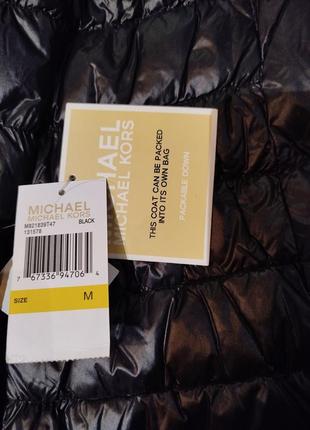 MICHAEL
MICHAEL KORS
THIS COAT CAN BE PACKED
INTO ITS OWN BAG
PACKABLE DOWN
MICHAEL
MICHAEL KORS
M821839T47
BLACK
131578
7 67336 94706 4
SIZE
M